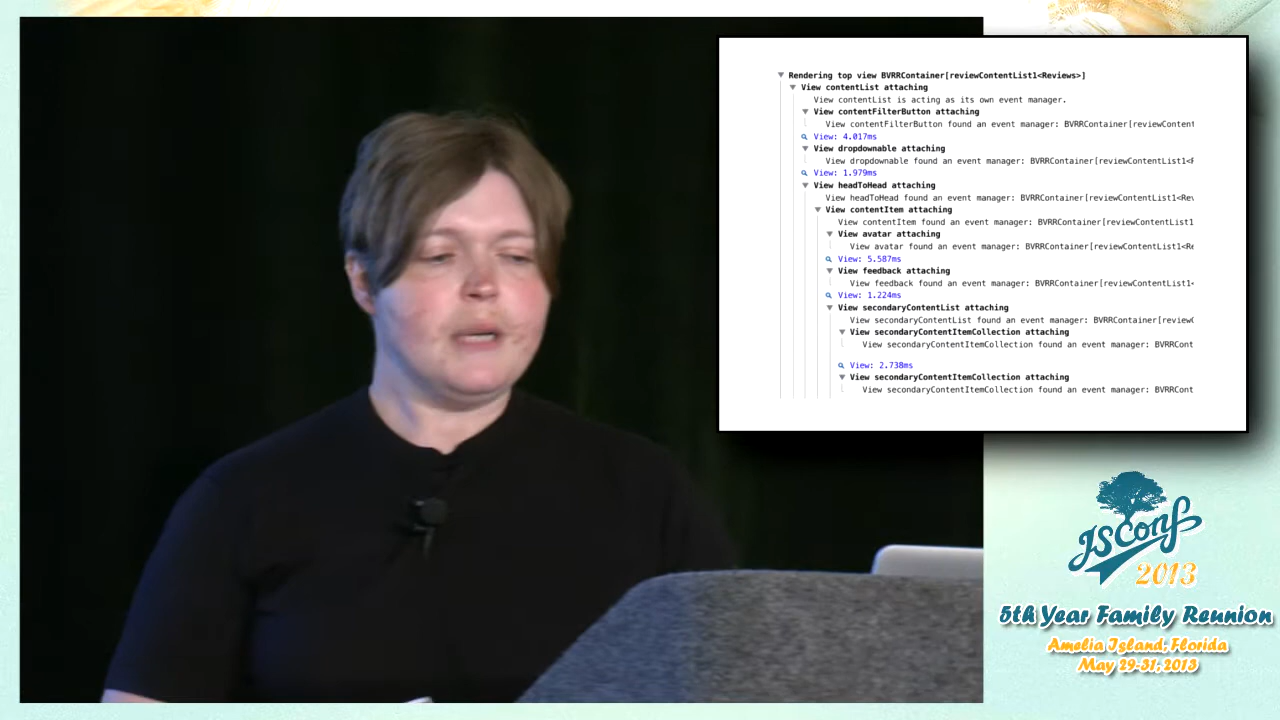 Rendering top view BVRRContainer[reviewContentList1<Reviews>]
View contentList attaching
View contentList is acting as its own event manager.
View contentFilterButton attaching
View contentFilterButton found an event manager: BVRRContainer[reviewContent
View: 4.017ms
View dropdownable attaching
View dropdownable found an event manager: BVRRContainer[reviewContentList1<R
View: 1.979ms
View headToHead attaching
View headToHead found an event manager: BVRRContainer[reviewContentList1<Rev
View contentItem attaching
View contentItem found an event manager: BVRRContainer[reviewContentList1
View avatar attaching
View avatar found an event manager: BVRRContainer[reviewContentList1<Re
View: 5.587ms
View feedback attaching
View feedback found an event manager: BVRRContainer[reviewContentList1<
View: 1.224ms
View secondaryContentList attaching
View secondaryContentList found an event manager: BVRRContainer[reviewC
View secondaryContentItemCollection attaching
View secondaryContentItemCollection found an event manager: BVRRCont
View: 2.738ms
View secondaryContentItemCollection attaching
View secondaryContentItemCollection found an event manager: BVRRCont
JSConf
2013
5th Year Family Reunion
Amelia Island, Florida
May 29-31, 2013